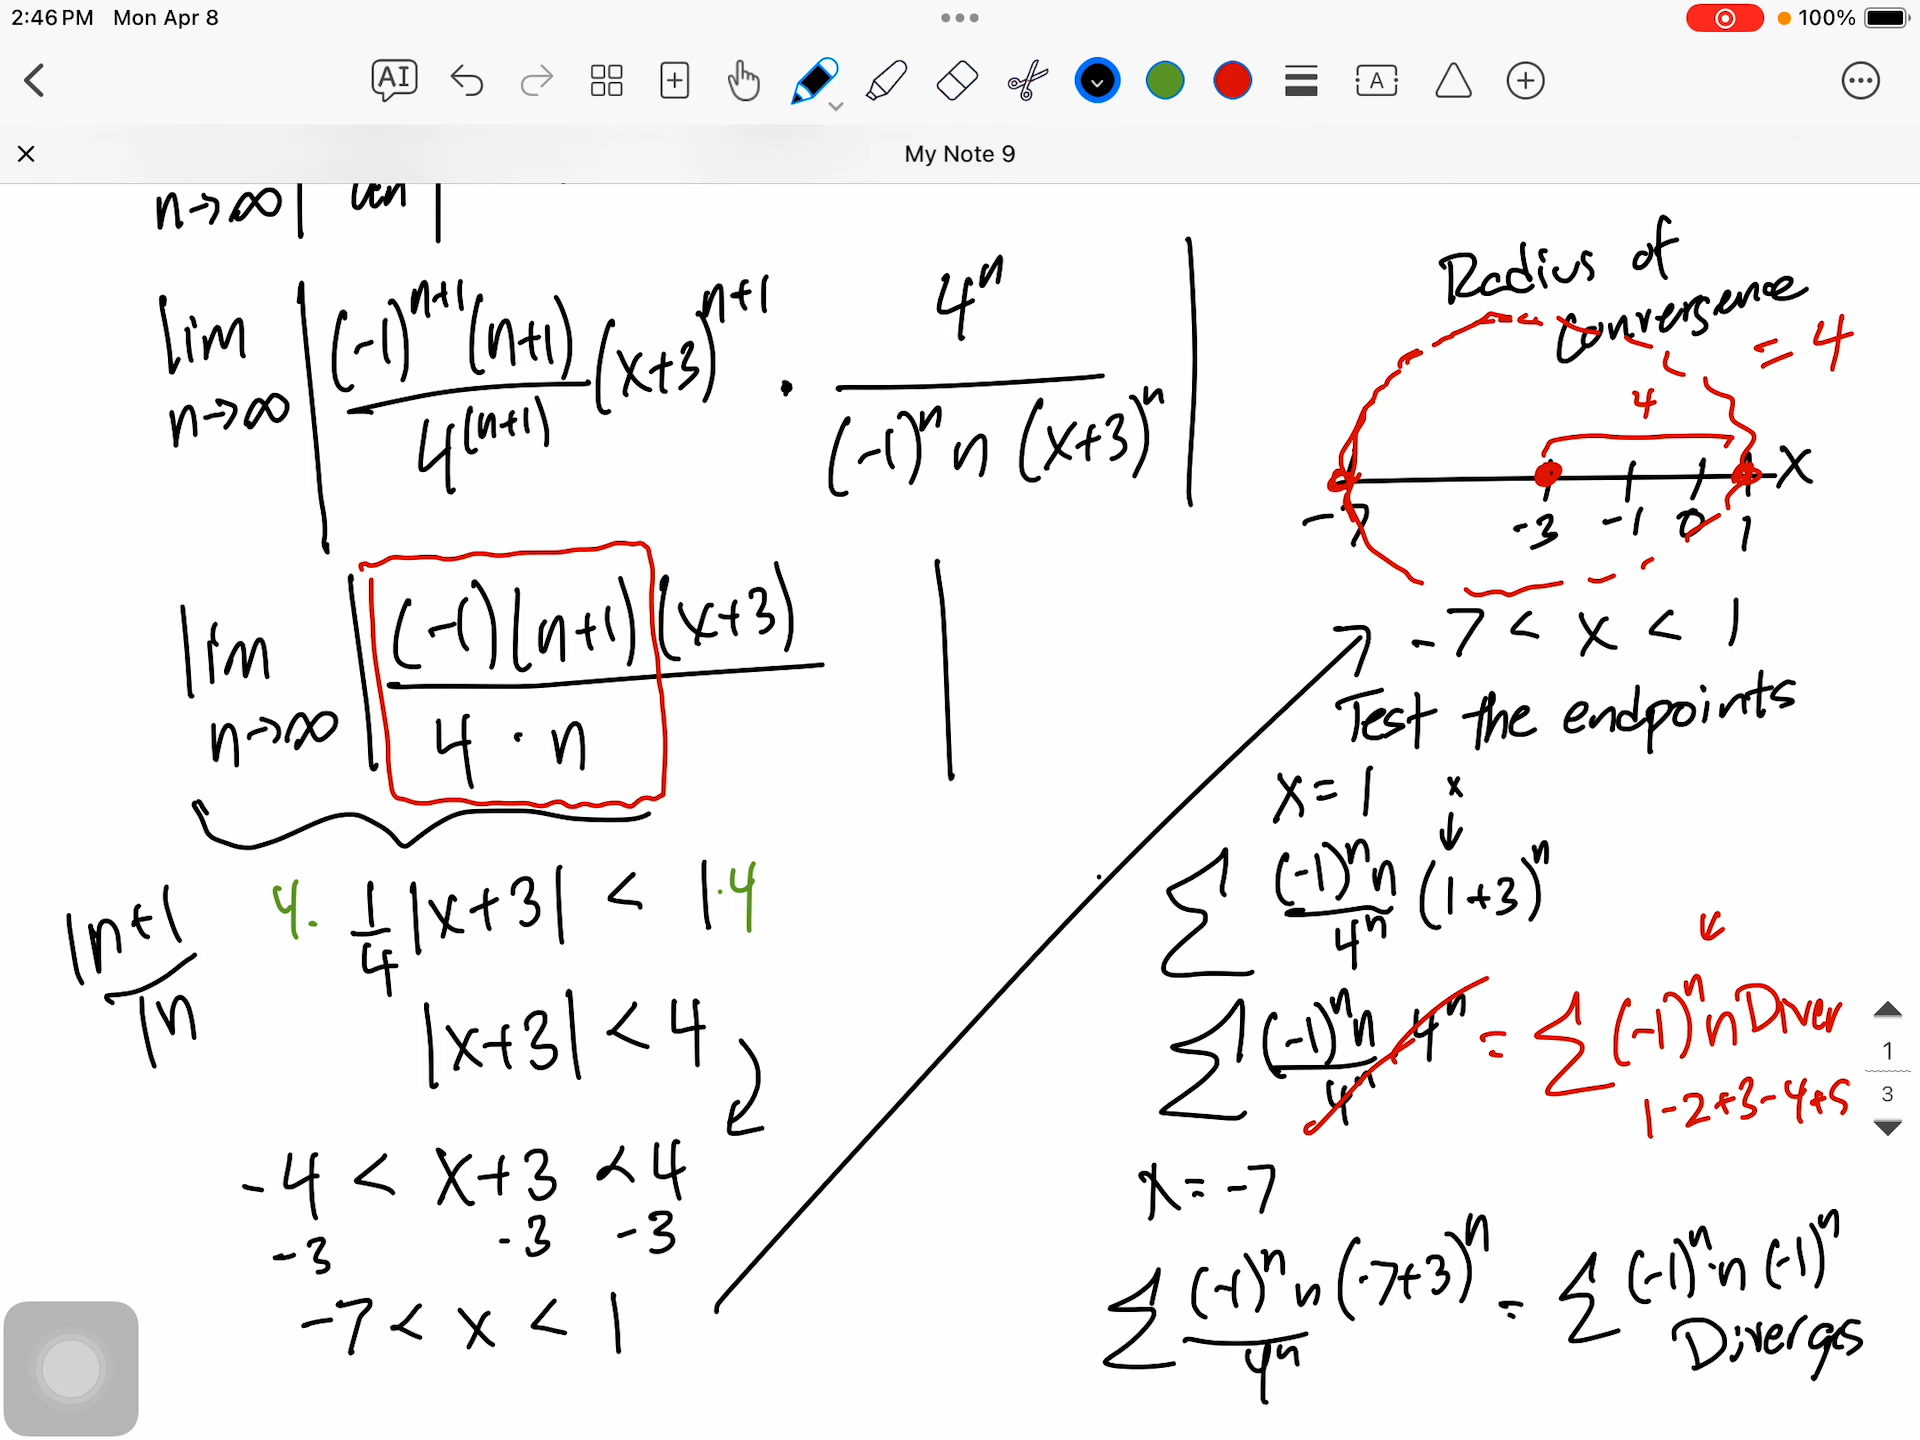 2:46 PM Mon Apr 8
100%
AI
A
My Note 9
n→∞ | |
lim n→∞ | (-1)^{n+1}(n+1) / 4^{(n+1)} (x+3)^{n+1} · 4^n / (-1)^n n (x+3)^n |
lim n→∞ | (-1)(n+1)(x+3) / 4 · n |
1n+1 / 1n
4· 1/4 |x+3| < 1·4
|x+3| < 4
-4 < x+3 < 4
-3 -3 -3
-7 < x < 1
Radius of
convergence
= 4
4
x
-7 -3 -1 0 1
-7 < x < 1
Test the endpoints
x = 1 x
↓
∑ (-1)^n n / 4^n (1+3)^n
∑ (-1)^n n / 4^n 4^n = ∑ (-1)^n n Diver
1-2+3-4+5
x = -7
∑ (-1)^n n / 4^n (-7+3)^n = ∑ (-1)^n · n (-1)^n
Diverges
1
3